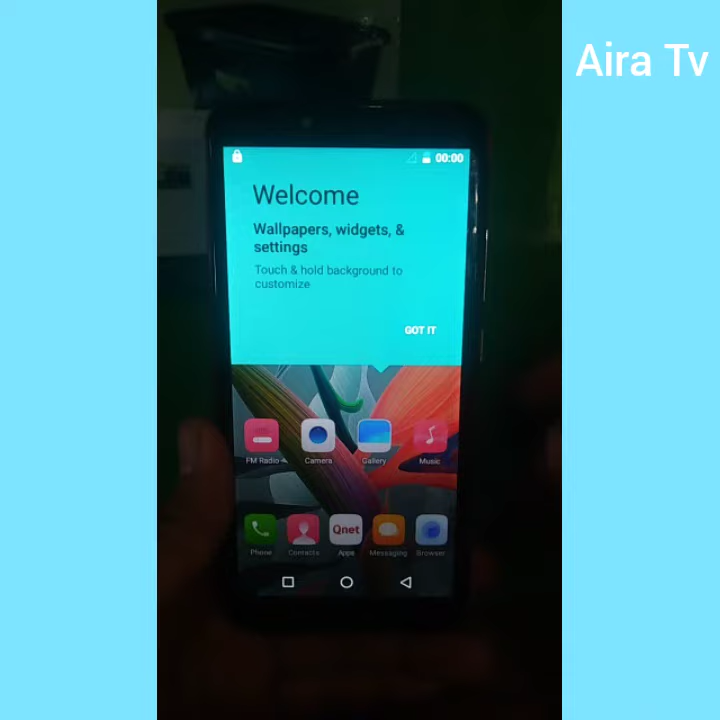 Aira Tv
00:00
Welcome
Wallpapers, widgets, &
settings
Touch & hold background to
customize
GOT IT
FM Radio Camera Gallery Music
Qnet
Phone Contacts Apps Messaging Browser